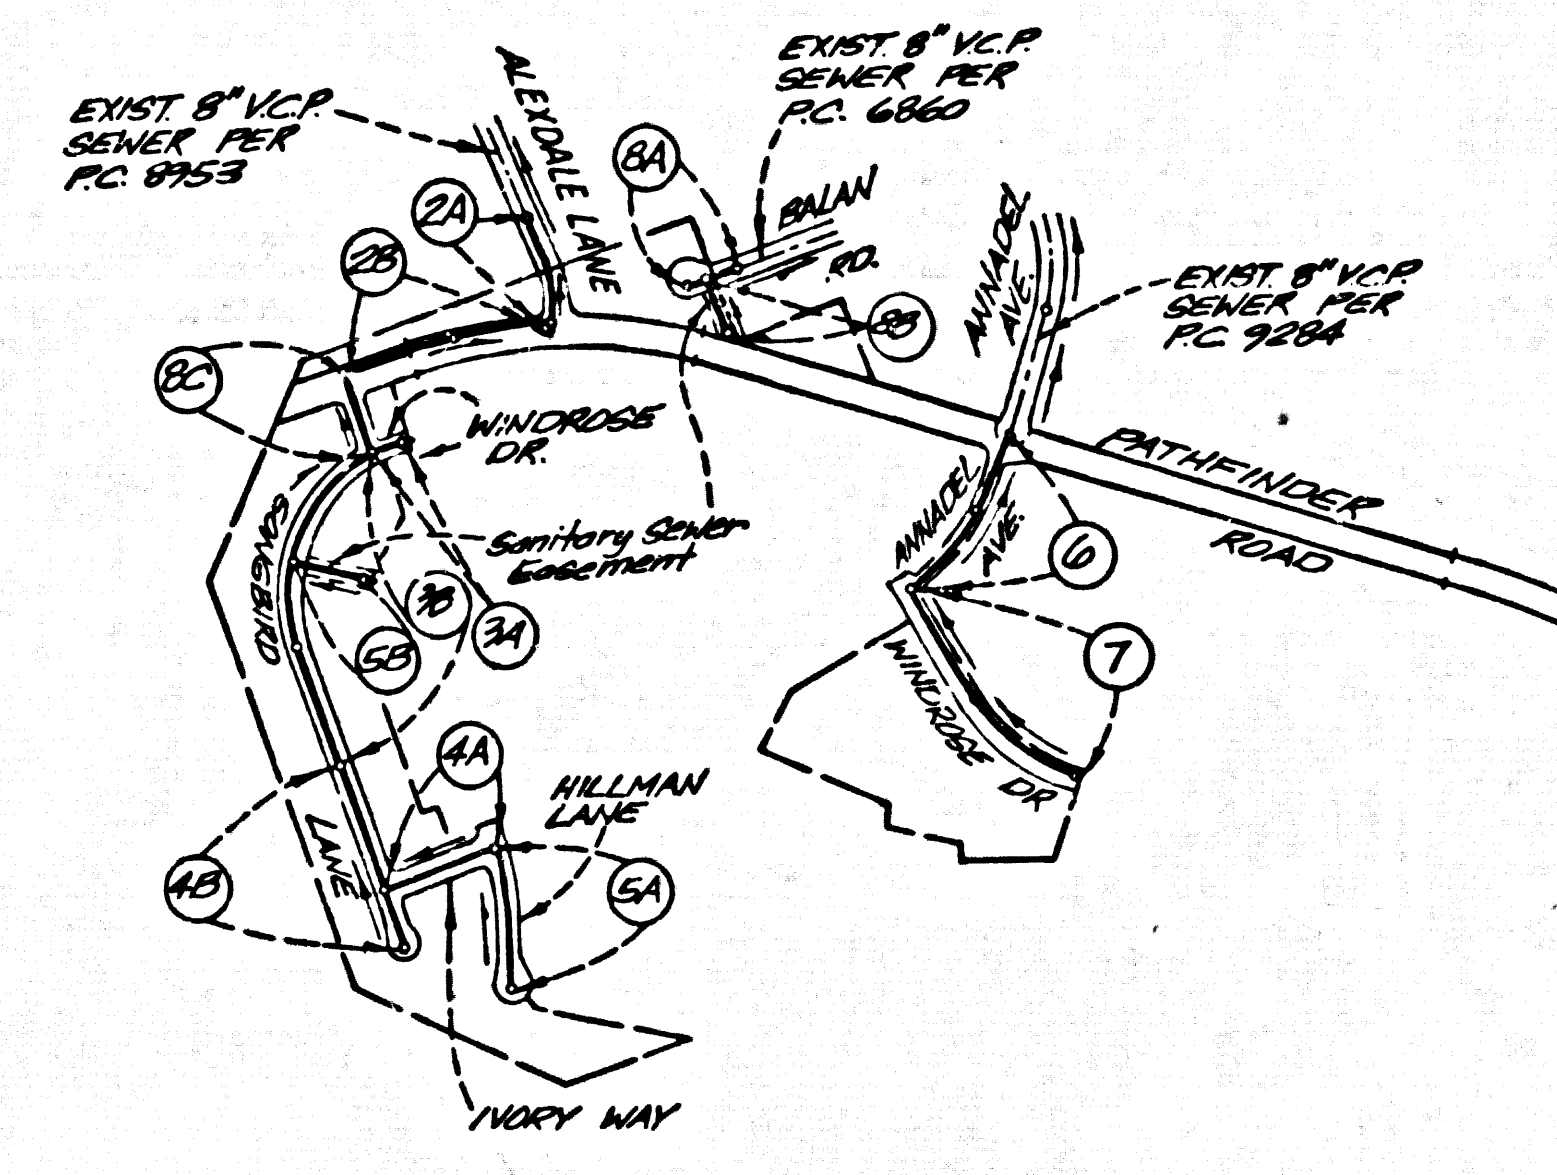 EXIST. 8" V.C.P.
SEWER PER
P.C. 8953
ALEXDALE LANE
EXIST. 8" V.C.P.
SEWER PER
P.C. 6860
8A
2A
2B
BALAN
RD.
8B
ANNADEL
AVE.
EXIST. 8" V.C.P.
SEWER PER
P.C. 9284
8C
WINDROSE
DR.
PATHFINDER
ROAD
SONGBIRD
LANE
Sanitary Sewer
Easement
ANNADEL
AVE.
6
3B
3A
5B
7
WINDROSE
DR
4A
HILLMAN
LANE
4B
5A
IVORY WAY